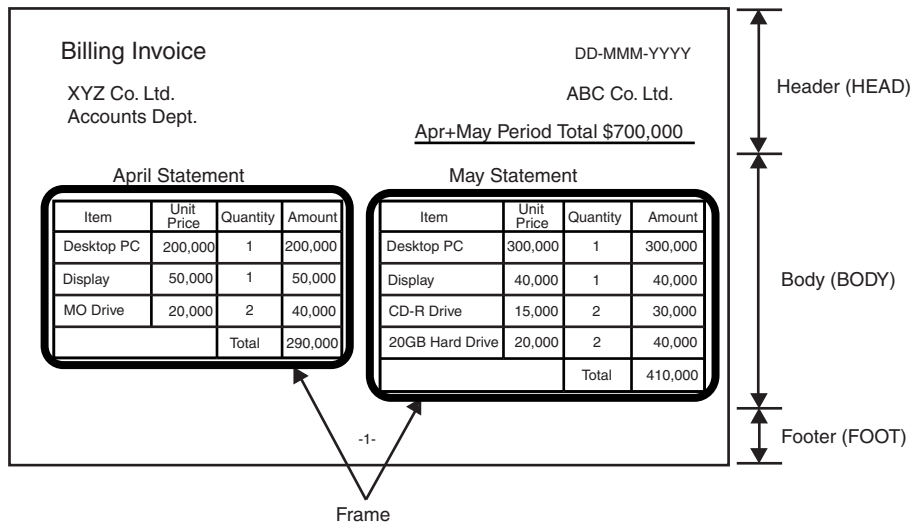 Billing Invoice
DD-MMM-YYYY
XYZ Co. Ltd.
Accounts Dept.
ABC Co. Ltd.
Apr+May Period Total $700,000
Header (HEAD)
April Statement
Item Unit Price Quantity Amount
Desktop PC 200,000 1 200,000
Display 50,000 1 50,000
MO Drive 20,000 2 40,000
Total 290,000
May Statement
Item Unit Price Quantity Amount
Desktop PC 300,000 1 300,000
Display 40,000 1 40,000
CD-R Drive 15,000 2 30,000
20GB Hard Drive 20,000 2 40,000
Total 410,000
Body (BODY)
-1-
Footer (FOOT)
Frame